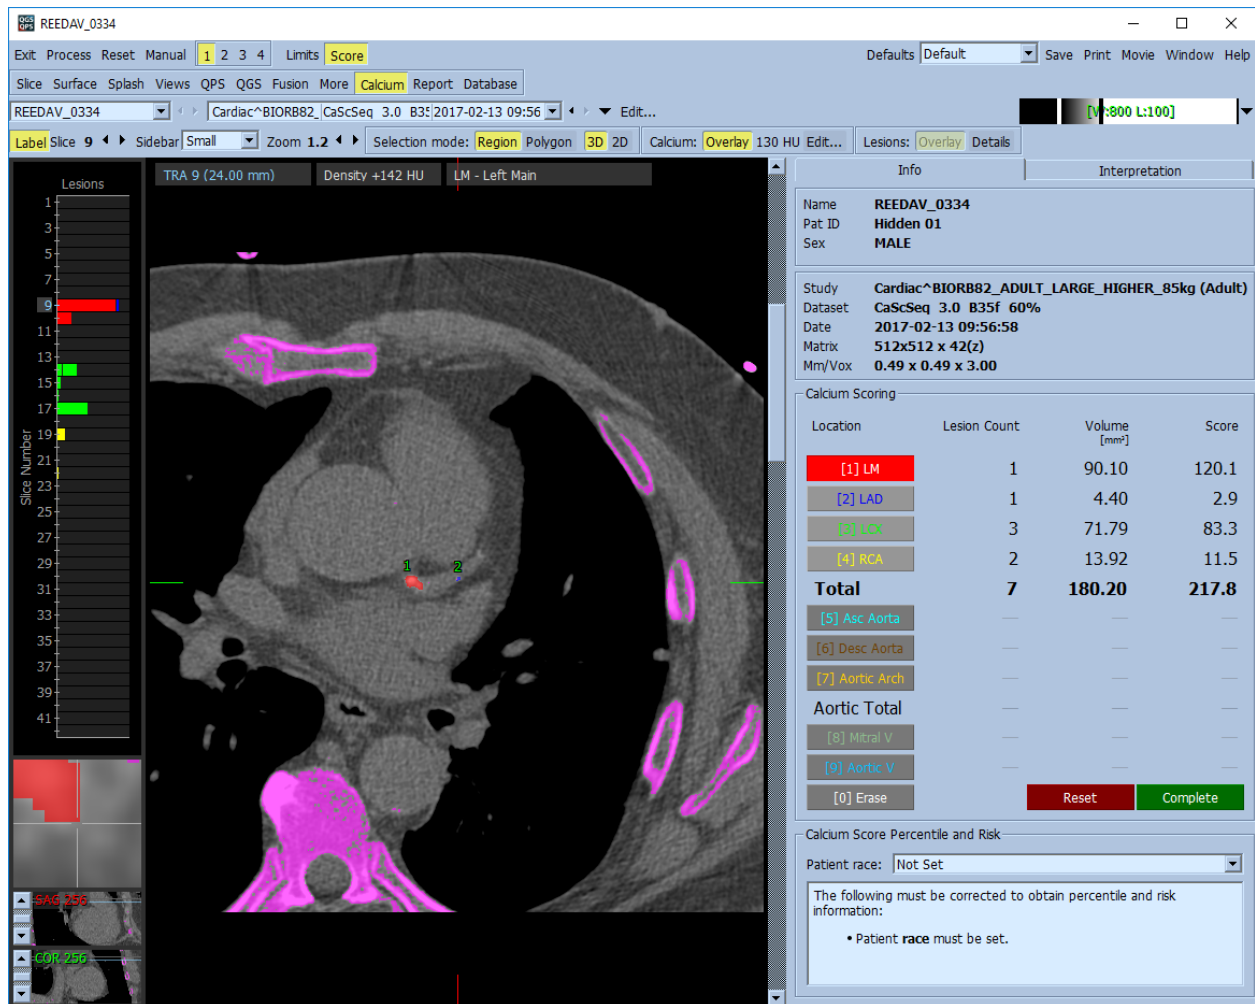 QGS QPS REEDAV_0334
Exit Process Reset Manual 1 2 3 4 Limits Score Defaults Default Save Print Movie Window Help
Slice Surface Splash Views QPS QGS Fusion More Calcium Report Database
REEDAV_0334 Cardiac^BIORB82_ CaScSeq 3.0 B35f 2017-02-13 09:56 Edit...
[W:800 L:100]
Label Slice 9 Sidebar Small Zoom 1.2 Selection mode: Region Polygon 3D 2D Calcium: Overlay 130 HU Edit... Lesions: Overlay Details
Lesions
TRA 9 (24.00 mm) Density +142 HU LM - Left Main
1
3
5
7
9
11
13
15
17
19
21
23
25
27
29
31
33
35
37
39
41
Slice Number
1 2
SAG 256
COR 256
Info Interpretation
Name REEDAV_0334
Pat ID Hidden 01
Sex MALE
Study Cardiac^BIORB82_ADULT_LARGE_HIGHER_85kg (Adult)
Dataset CaScSeq 3.0 B35f 60%
Date 2017-02-13 09:56:58
Matrix 512x512 x 42(z)
Mm/Vox 0.49 x 0.49 x 3.00
Calcium Scoring
Location Lesion Count Volume Score
[mm³]
[1] LM 1 90.10 120.1
[2] LAD 1 4.40 2.9
[3] LCX 3 71.79 83.3
[4] RCA 2 13.92 11.5
Total 7 180.20 217.8
[5] Asc Aorta — — —
[6] Desc Aorta — — —
[7] Aortic Arch — — —
Aortic Total — — —
[8] Mitral V — — —
[9] Aortic V — — —
[0] Erase Reset Complete
Calcium Score Percentile and Risk
Patient race: Not Set
The following must be corrected to obtain percentile and risk
information:
• Patient race must be set.